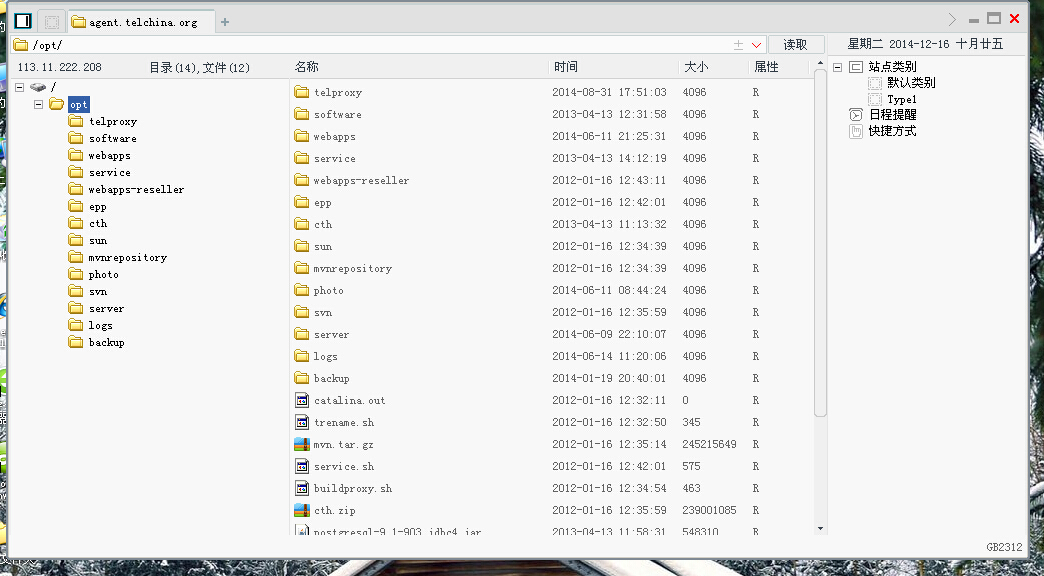 agent.telchina.org
/opt/
读取
星期二 2014-12-16 十月廿五
113.11.222.208
目录(14),文件(12)
/
opt
telproxy
software
webapps
service
webapps-reseller
epp
cth
sun
mvnrepository
photo
svn
server
logs
backup
名称 时间 大小 属性
telproxy 2014-08-31 17:51:03 4096 R
software 2013-04-13 12:31:58 4096 R
webapps 2014-06-11 21:25:31 4096 R
service 2013-04-13 14:12:19 4096 R
webapps-reseller 2012-01-16 12:43:11 4096 R
epp 2012-01-16 12:42:01 4096 R
cth 2013-04-13 11:13:32 4096 R
sun 2012-01-16 12:34:39 4096 R
mvnrepository 2012-01-16 12:34:39 4096 R
photo 2014-06-11 08:44:24 4096 R
svn 2012-01-16 12:35:59 4096 R
server 2014-06-09 22:10:07 4096 R
logs 2014-06-14 11:20:06 4096 R
backup 2014-01-19 20:40:01 4096 R
catalina.out 2012-01-16 12:32:11 0 R
trename.sh 2012-01-16 12:32:50 345 R
mvn.tar.gz 2012-01-16 12:35:14 245215649 R
service.sh 2012-01-16 12:42:01 575 R
buildproxy.sh 2012-01-16 12:34:54 463 R
cth.zip 2012-01-16 12:35:59 239001085 R
postgresql-9.1-903.jdbc4.jar 2013-04-13 11:58:31 548310 R
站点类别
默认类别
Type1
日程提醒
快捷方式
GB2312